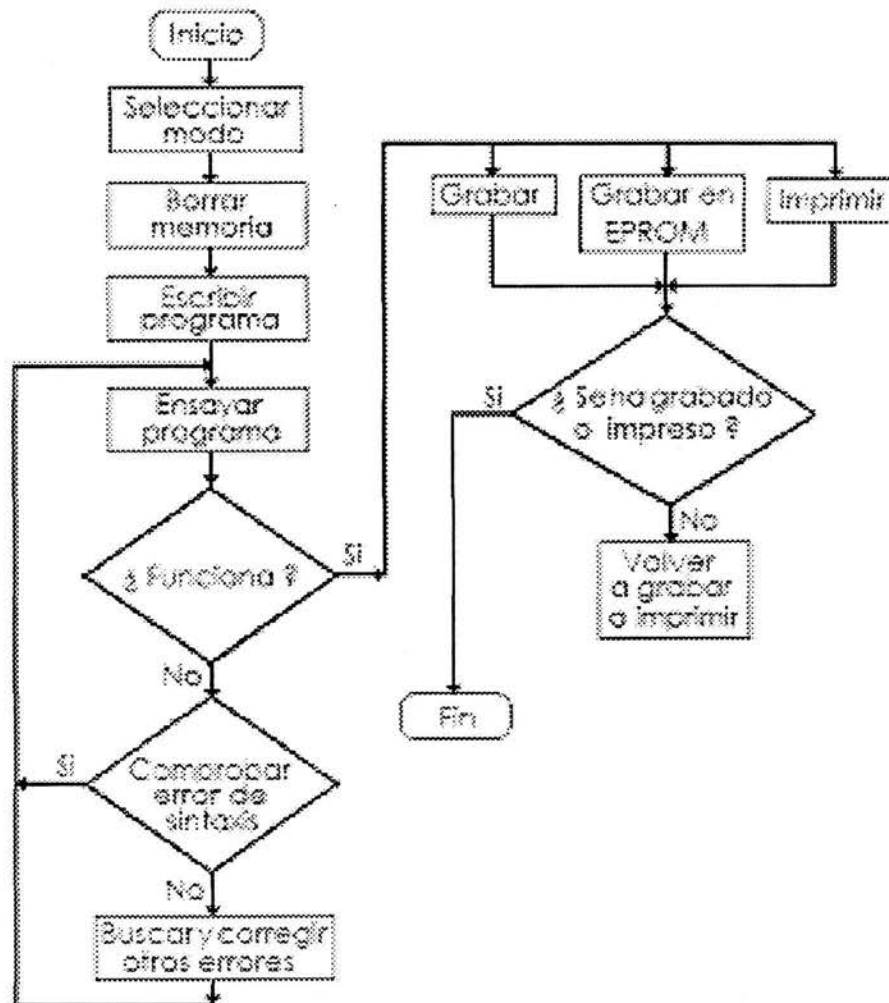 Inicio
Seleccionar
modo
Borrar
memoria
Escribir
programa
Ensayar
programa
¿ Funciona ?
Si
No
Comprobar
error de
sintaxís
Si
No
Buscar y corregir
otros errores
Grabar
Grabar en
EPROM
Imprimir
¿ Se ha grabado
o impreso ?
Si
No
Volver
a grabar
o imprimir
Fin